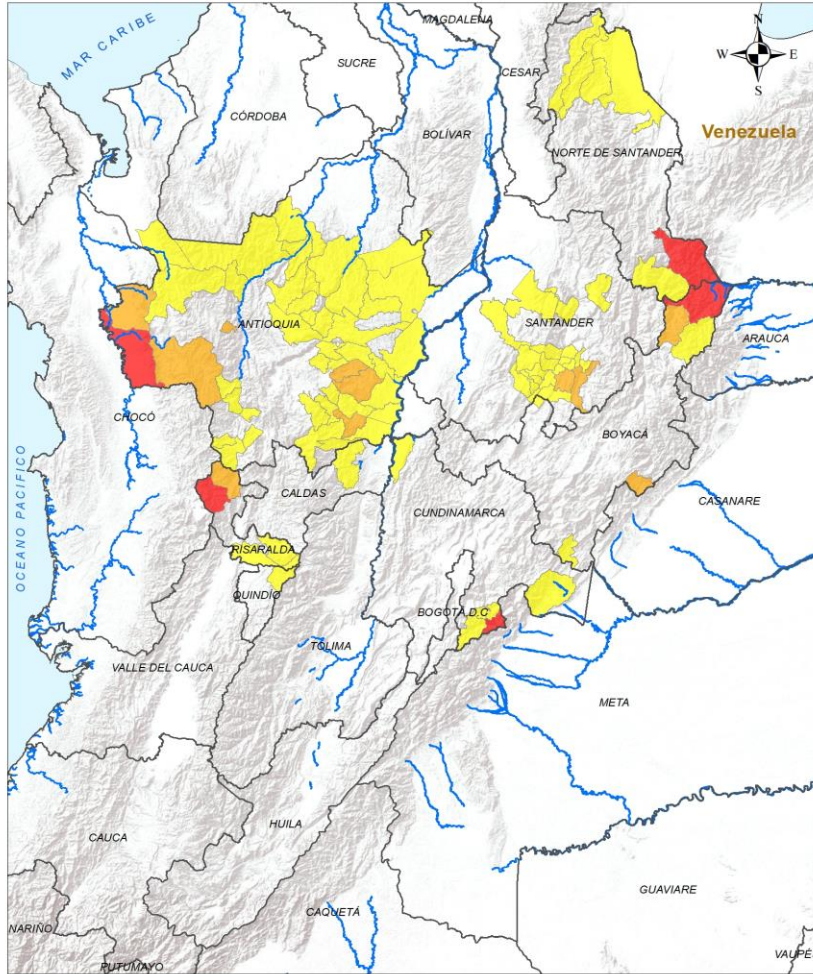 MAGDALENA
N
W E
S
MAR CARIBE
SUCRE
CESAR
CÓRDOBA
BOLÍVAR
Venezuela
NORTE DE SANTANDER
ANTIOQUIA
SANTANDER
ARAUCA
CHOCÓ
BOYACÁ
OCEANO PACIFICO
CALDAS
CASANARE
CUNDINAMARCA
RISARALDA
QUINDÍO
BOGOTÁ D.C
TOLIMA
VALLE DEL CAUCA
META
HUILA
CAUCA
GUAVIARE
CAQUETÁ
NARIÑO
PUTUMAYO
VAUPÉ